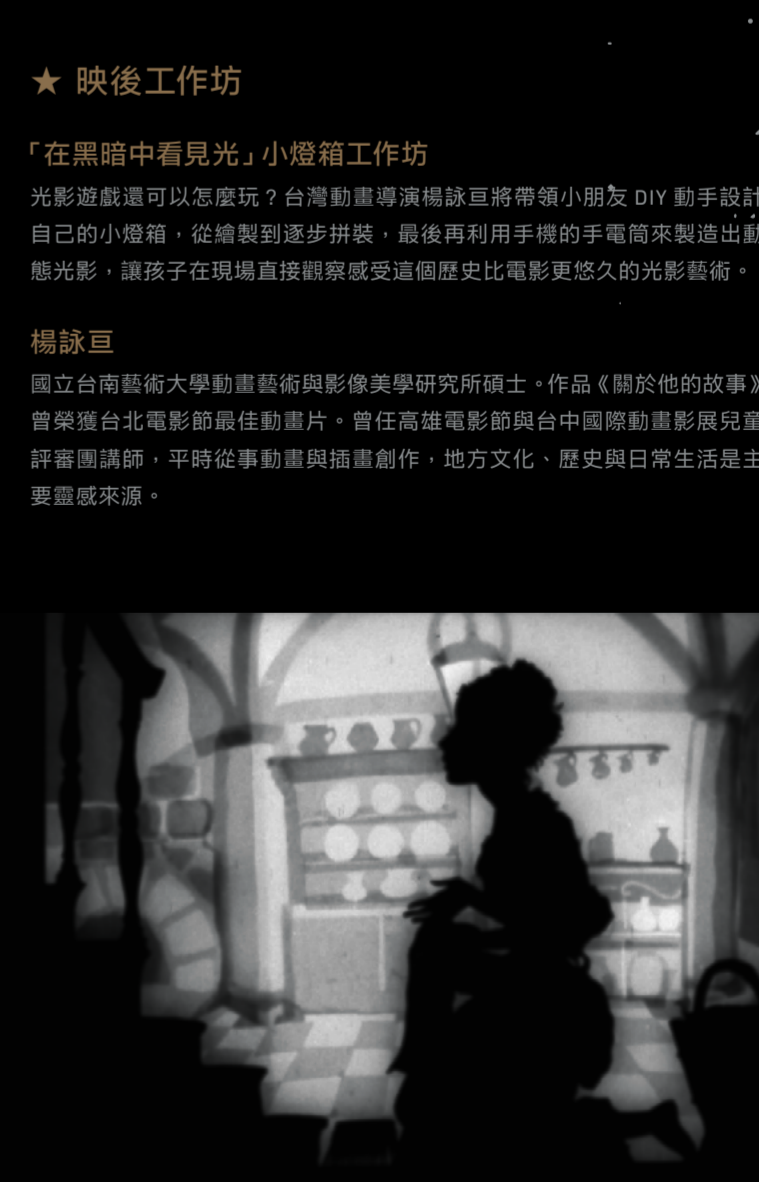 ★ 映後工作坊
「在黑暗中看見光」小燈箱工作坊
光影遊戲還可以怎麼玩？台灣動畫導演楊詠亘將帶領小朋友 DIY 動手設計
自己的小燈箱，從繪製到逐步拼裝，最後再利用手機的手電筒來製造出動
態光影，讓孩子在現場直接觀察感受這個歷史比電影更悠久的光影藝術。
楊詠亘
國立台南藝術大學動畫藝術與影像美學研究所碩士。作品《關於他的故事》
曾榮獲台北電影節最佳動畫片。曾任高雄電影節與台中國際動畫影展兒童
評審團講師，平時從事動畫與插畫創作，地方文化、歷史與日常生活是主
要靈感來源。